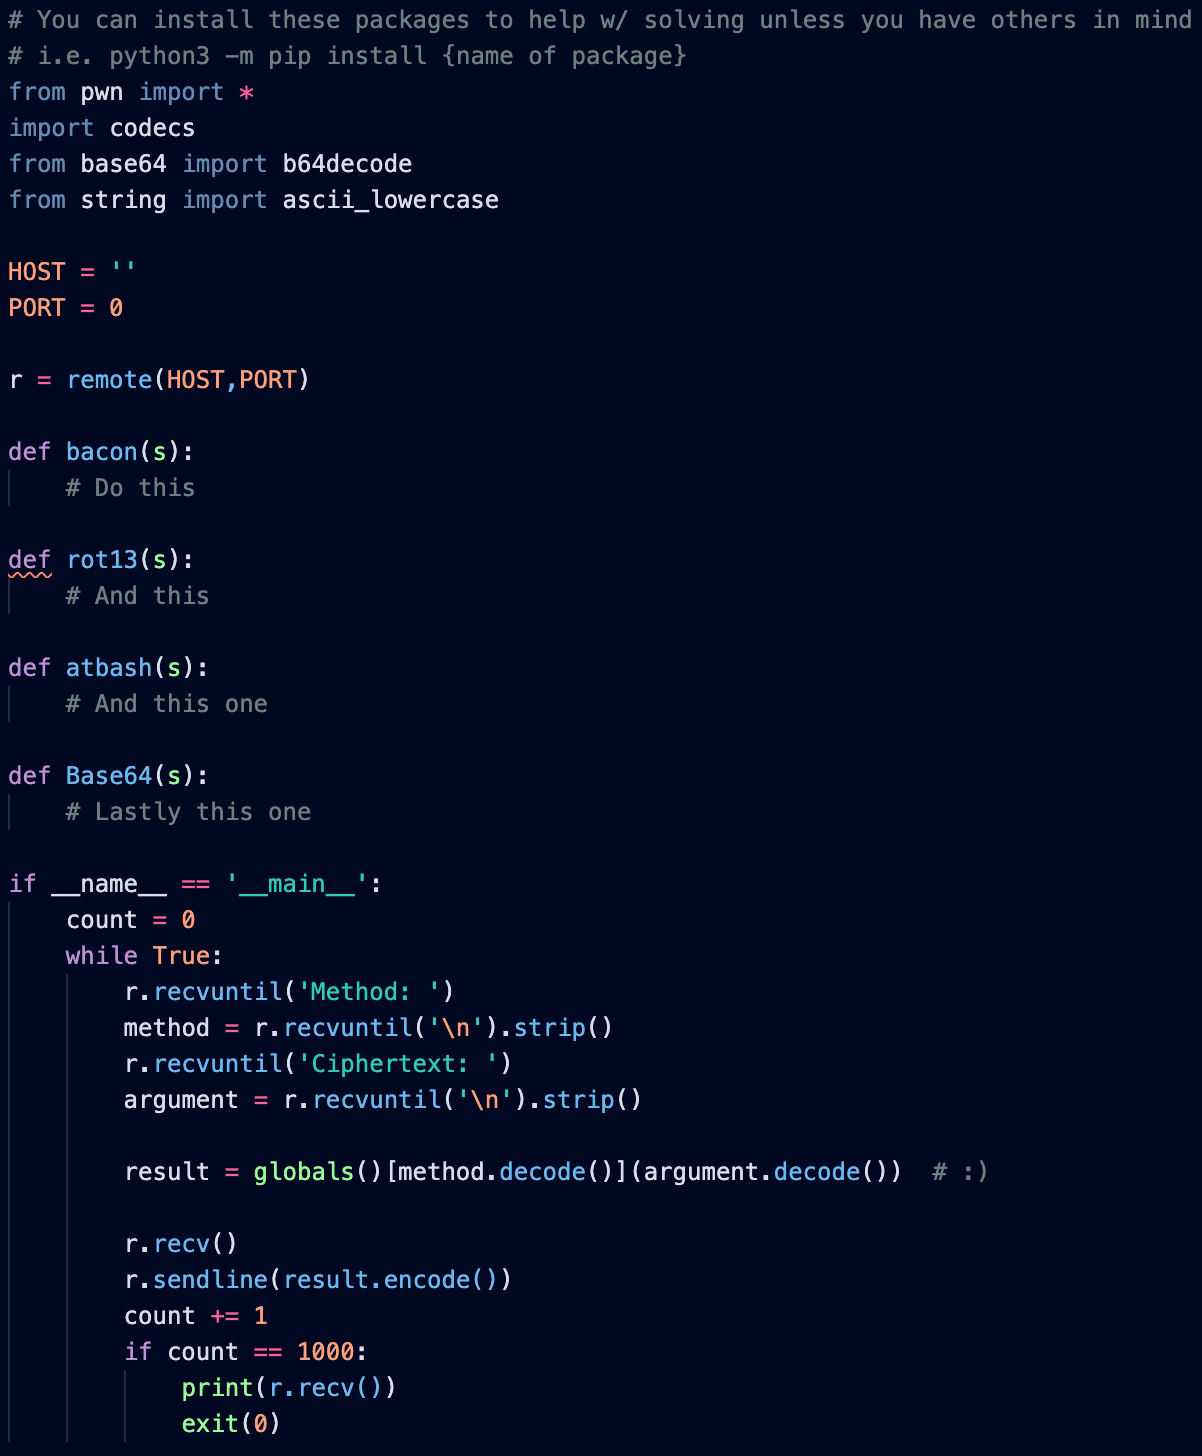 # You can install these packages to help w/ solving unless you have others in mind
# i.e. python3 -m pip install {name of package}
from pwn import *
import codecs
from base64 import b64decode
from string import ascii_lowercase

HOST = ''
PORT = 0

r = remote(HOST,PORT)

def bacon(s):
    # Do this

def rot13(s):
    # And this

def atbash(s):
    # And this one

def Base64(s):
    # Lastly this one

if __name__ == '__main__':
    count = 0
    while True:
        r.recvuntil('Method: ')
        method = r.recvuntil('\n').strip()
        r.recvuntil('Ciphertext: ')
        argument = r.recvuntil('\n').strip()

        result = globals()[method.decode()](argument.decode())  # :)

        r.recv()
        r.sendline(result.encode())
        count += 1
        if count == 1000:
            print(r.recv())
            exit(0)